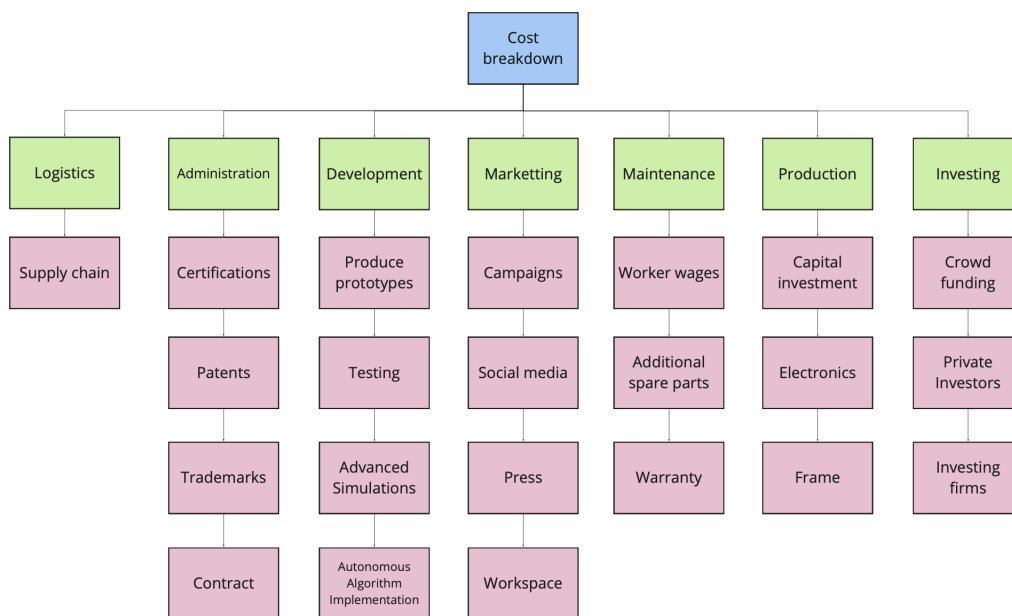 Cost
breakdown
Logistics
Administration
Development
Marketting
Maintenance
Production
Investing
Supply chain
Certifications
Produce
prototypes
Campaigns
Worker wages
Capital
investment
Crowd
funding
Patents
Testing
Social media
Additional
spare parts
Electronics
Private
Investors
Trademarks
Advanced
Simulations
Press
Warranty
Frame
Investing
firms
Contract
Autonomous
Algorithm
Implementation
Workspace